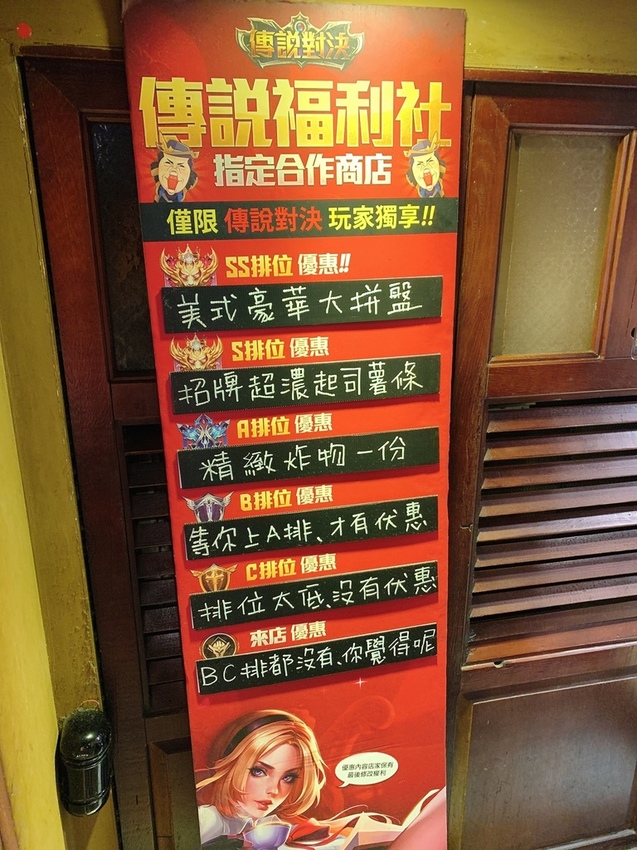 傳說對決
傳說福利社
指定合作商店
僅限 傳說對決 玩家獨享!!
SS排位 優惠!!
美式豪華大拼盤
S排位 優惠
招牌超濃起司薯條
A排位 優惠
精緻炸物一份
B排位 優惠
等你上A排、才有伏惠
C排位 優惠
排位太低、沒有伏惠
來店 優惠
BC排都沒有、你覺得呢
優惠內容店家保有
最後修改權利